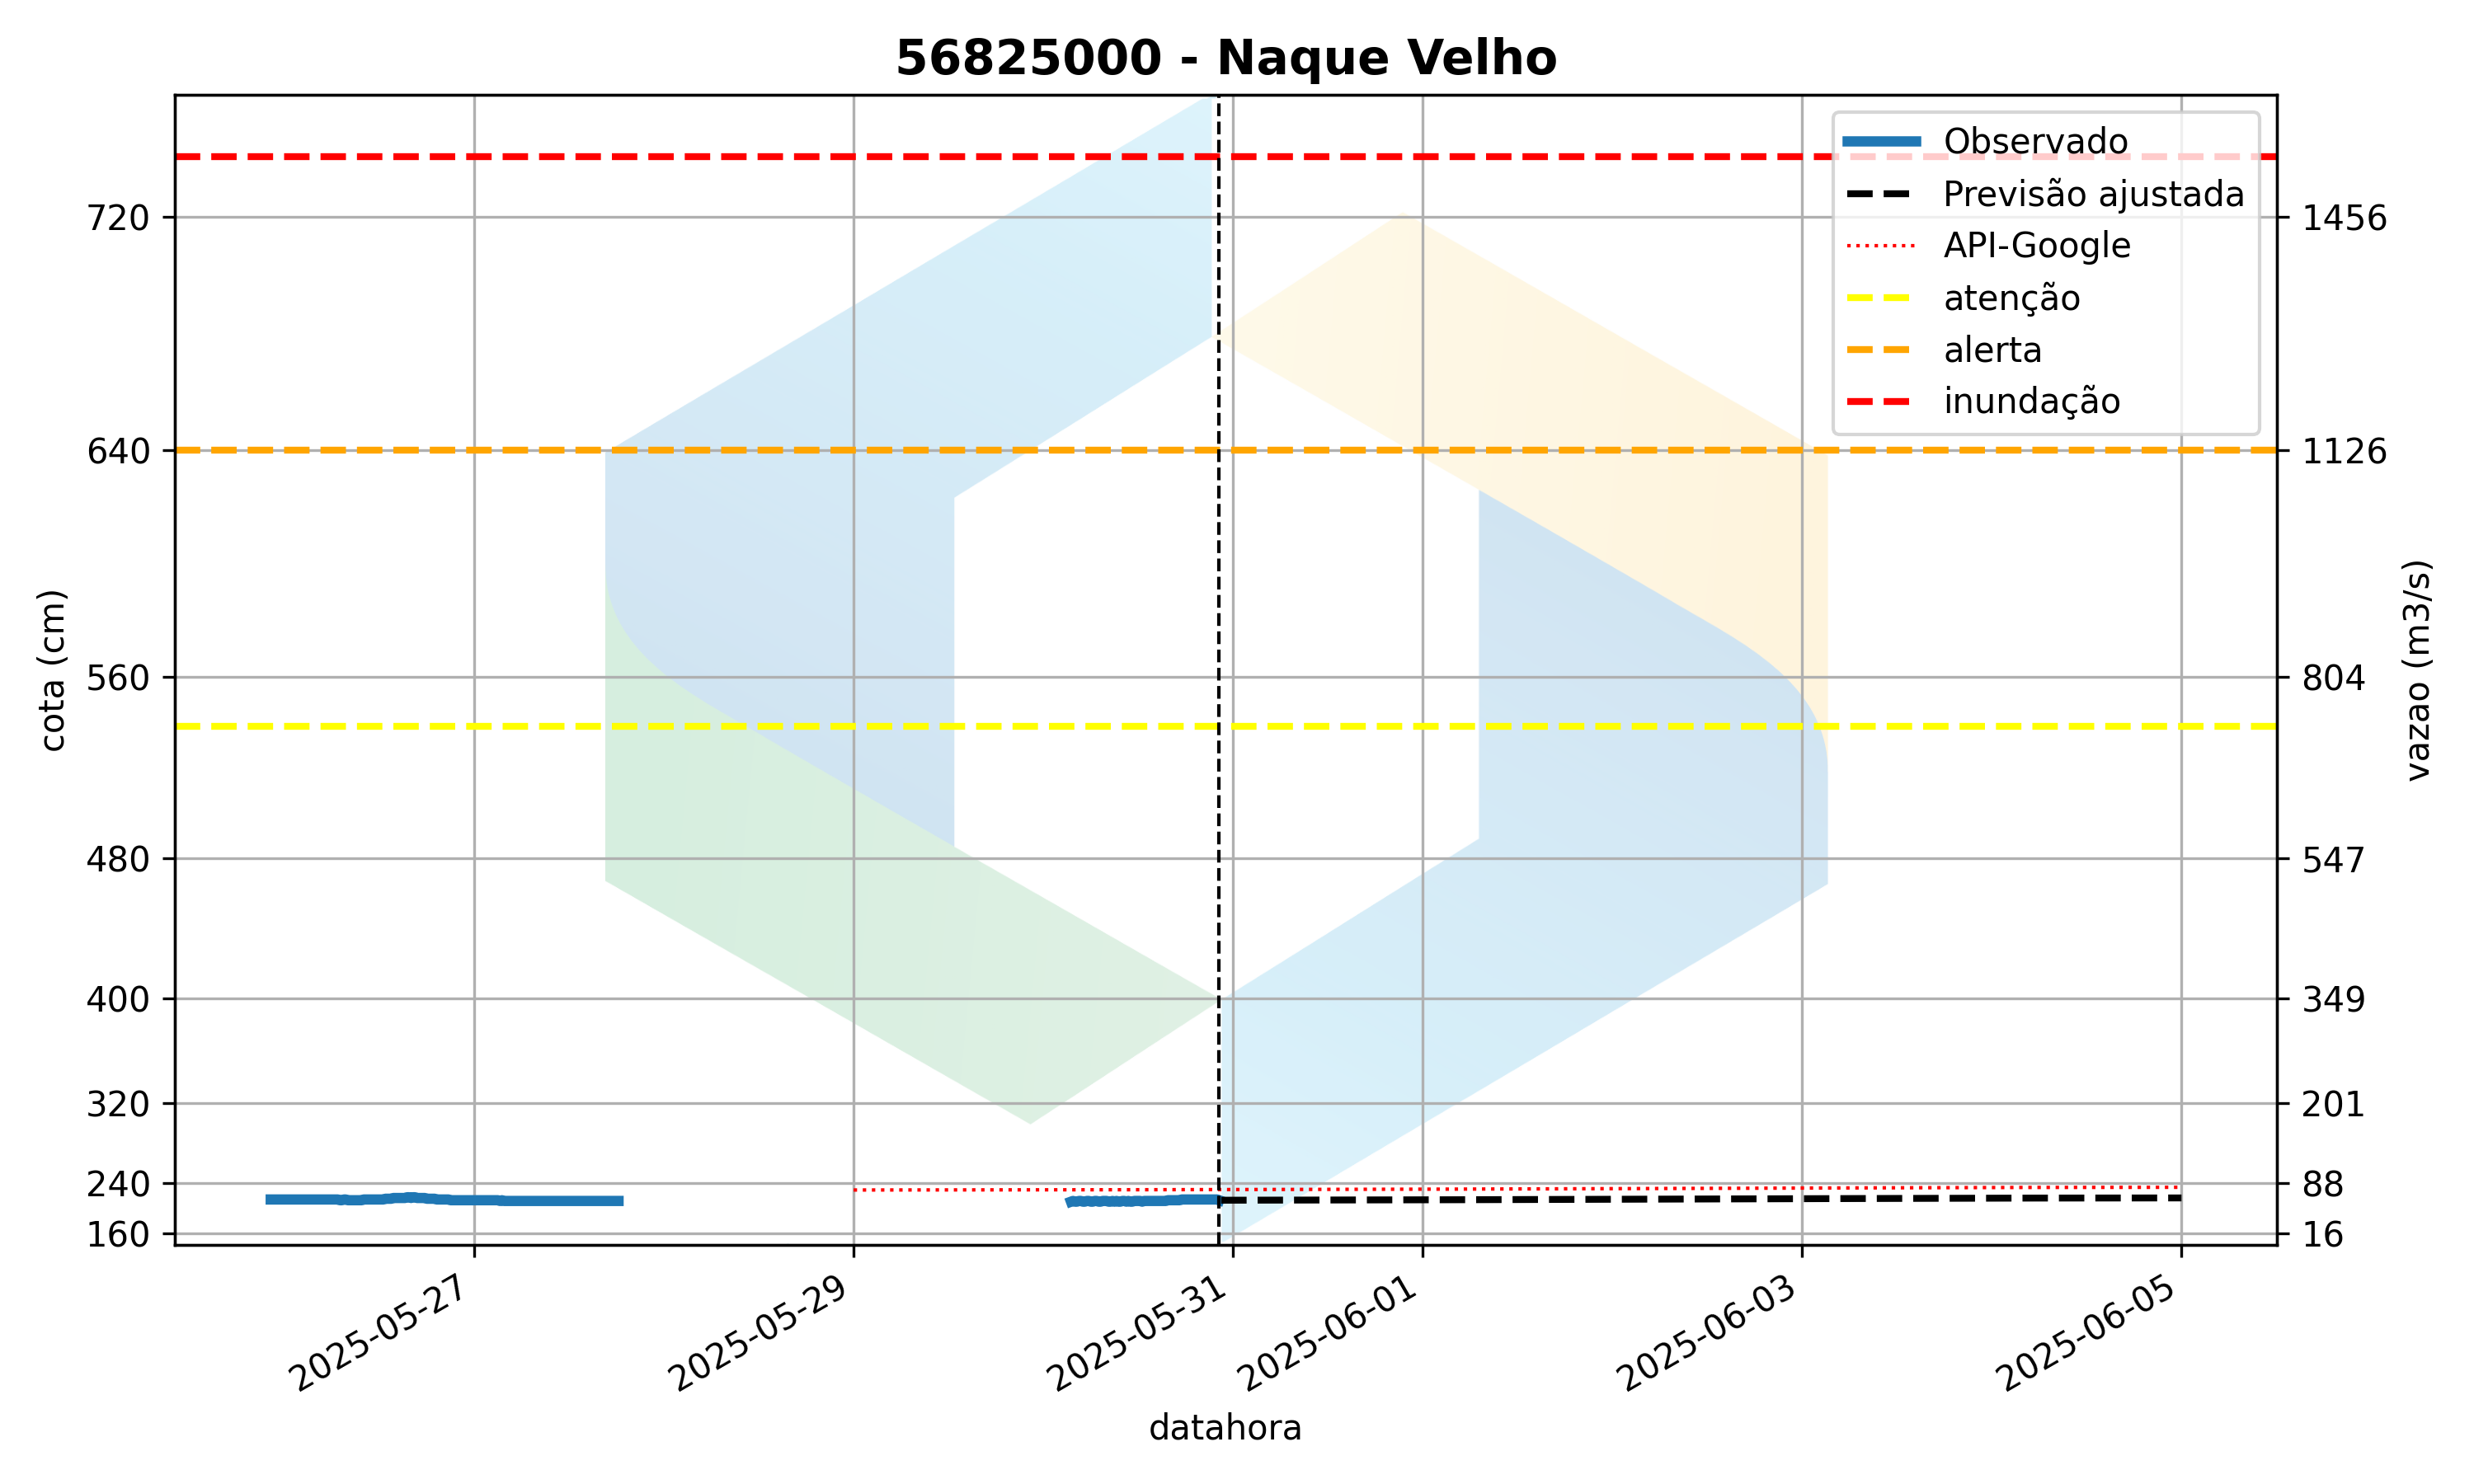 56825000 - Naque Velho
Observado
Previsão ajustada
API-Google
atenção
alerta
inundação
cota (cm)
720
640
560
480
400
320
240
160
1456
1126
804
547
349
201
88
16
vazao (m3/s)
2025-05-27
2025-05-29
2025-05-31
2025-06-01
2025-06-03
2025-06-05
datahora